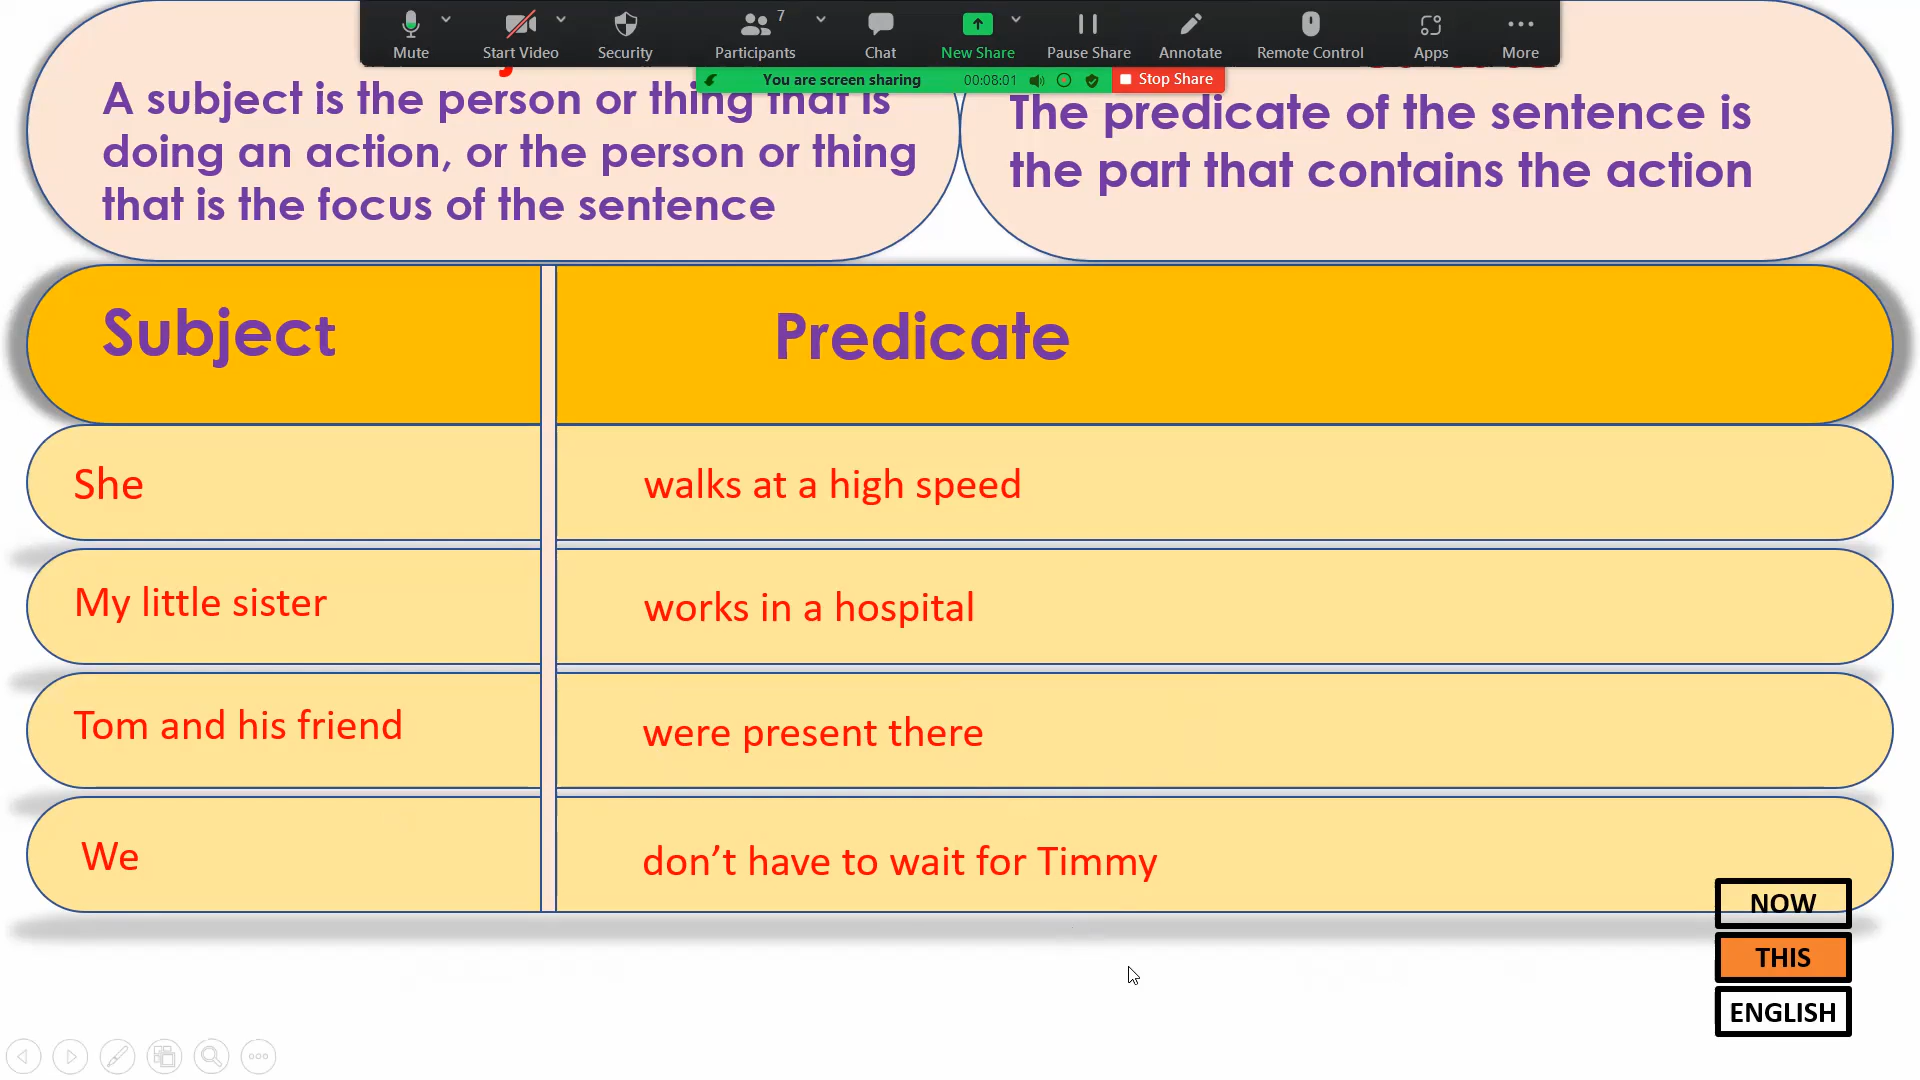 Mute
Start Video
Security
Participants
7
Chat
New Share
Pause Share
Annotate
Remote Control
Apps
More
You are screen sharing
00:08:01
Stop Share
A subject is the person or thing that is
doing an action, or the person or thing
that is the focus of the sentence
The predicate of the sentence is
the part that contains the action
Subject
Predicate
She
walks at a high speed
My little sister
works in a hospital
Tom and his friend
were present there
We
don’t have to wait for Timmy
NOW
THIS
ENGLISH